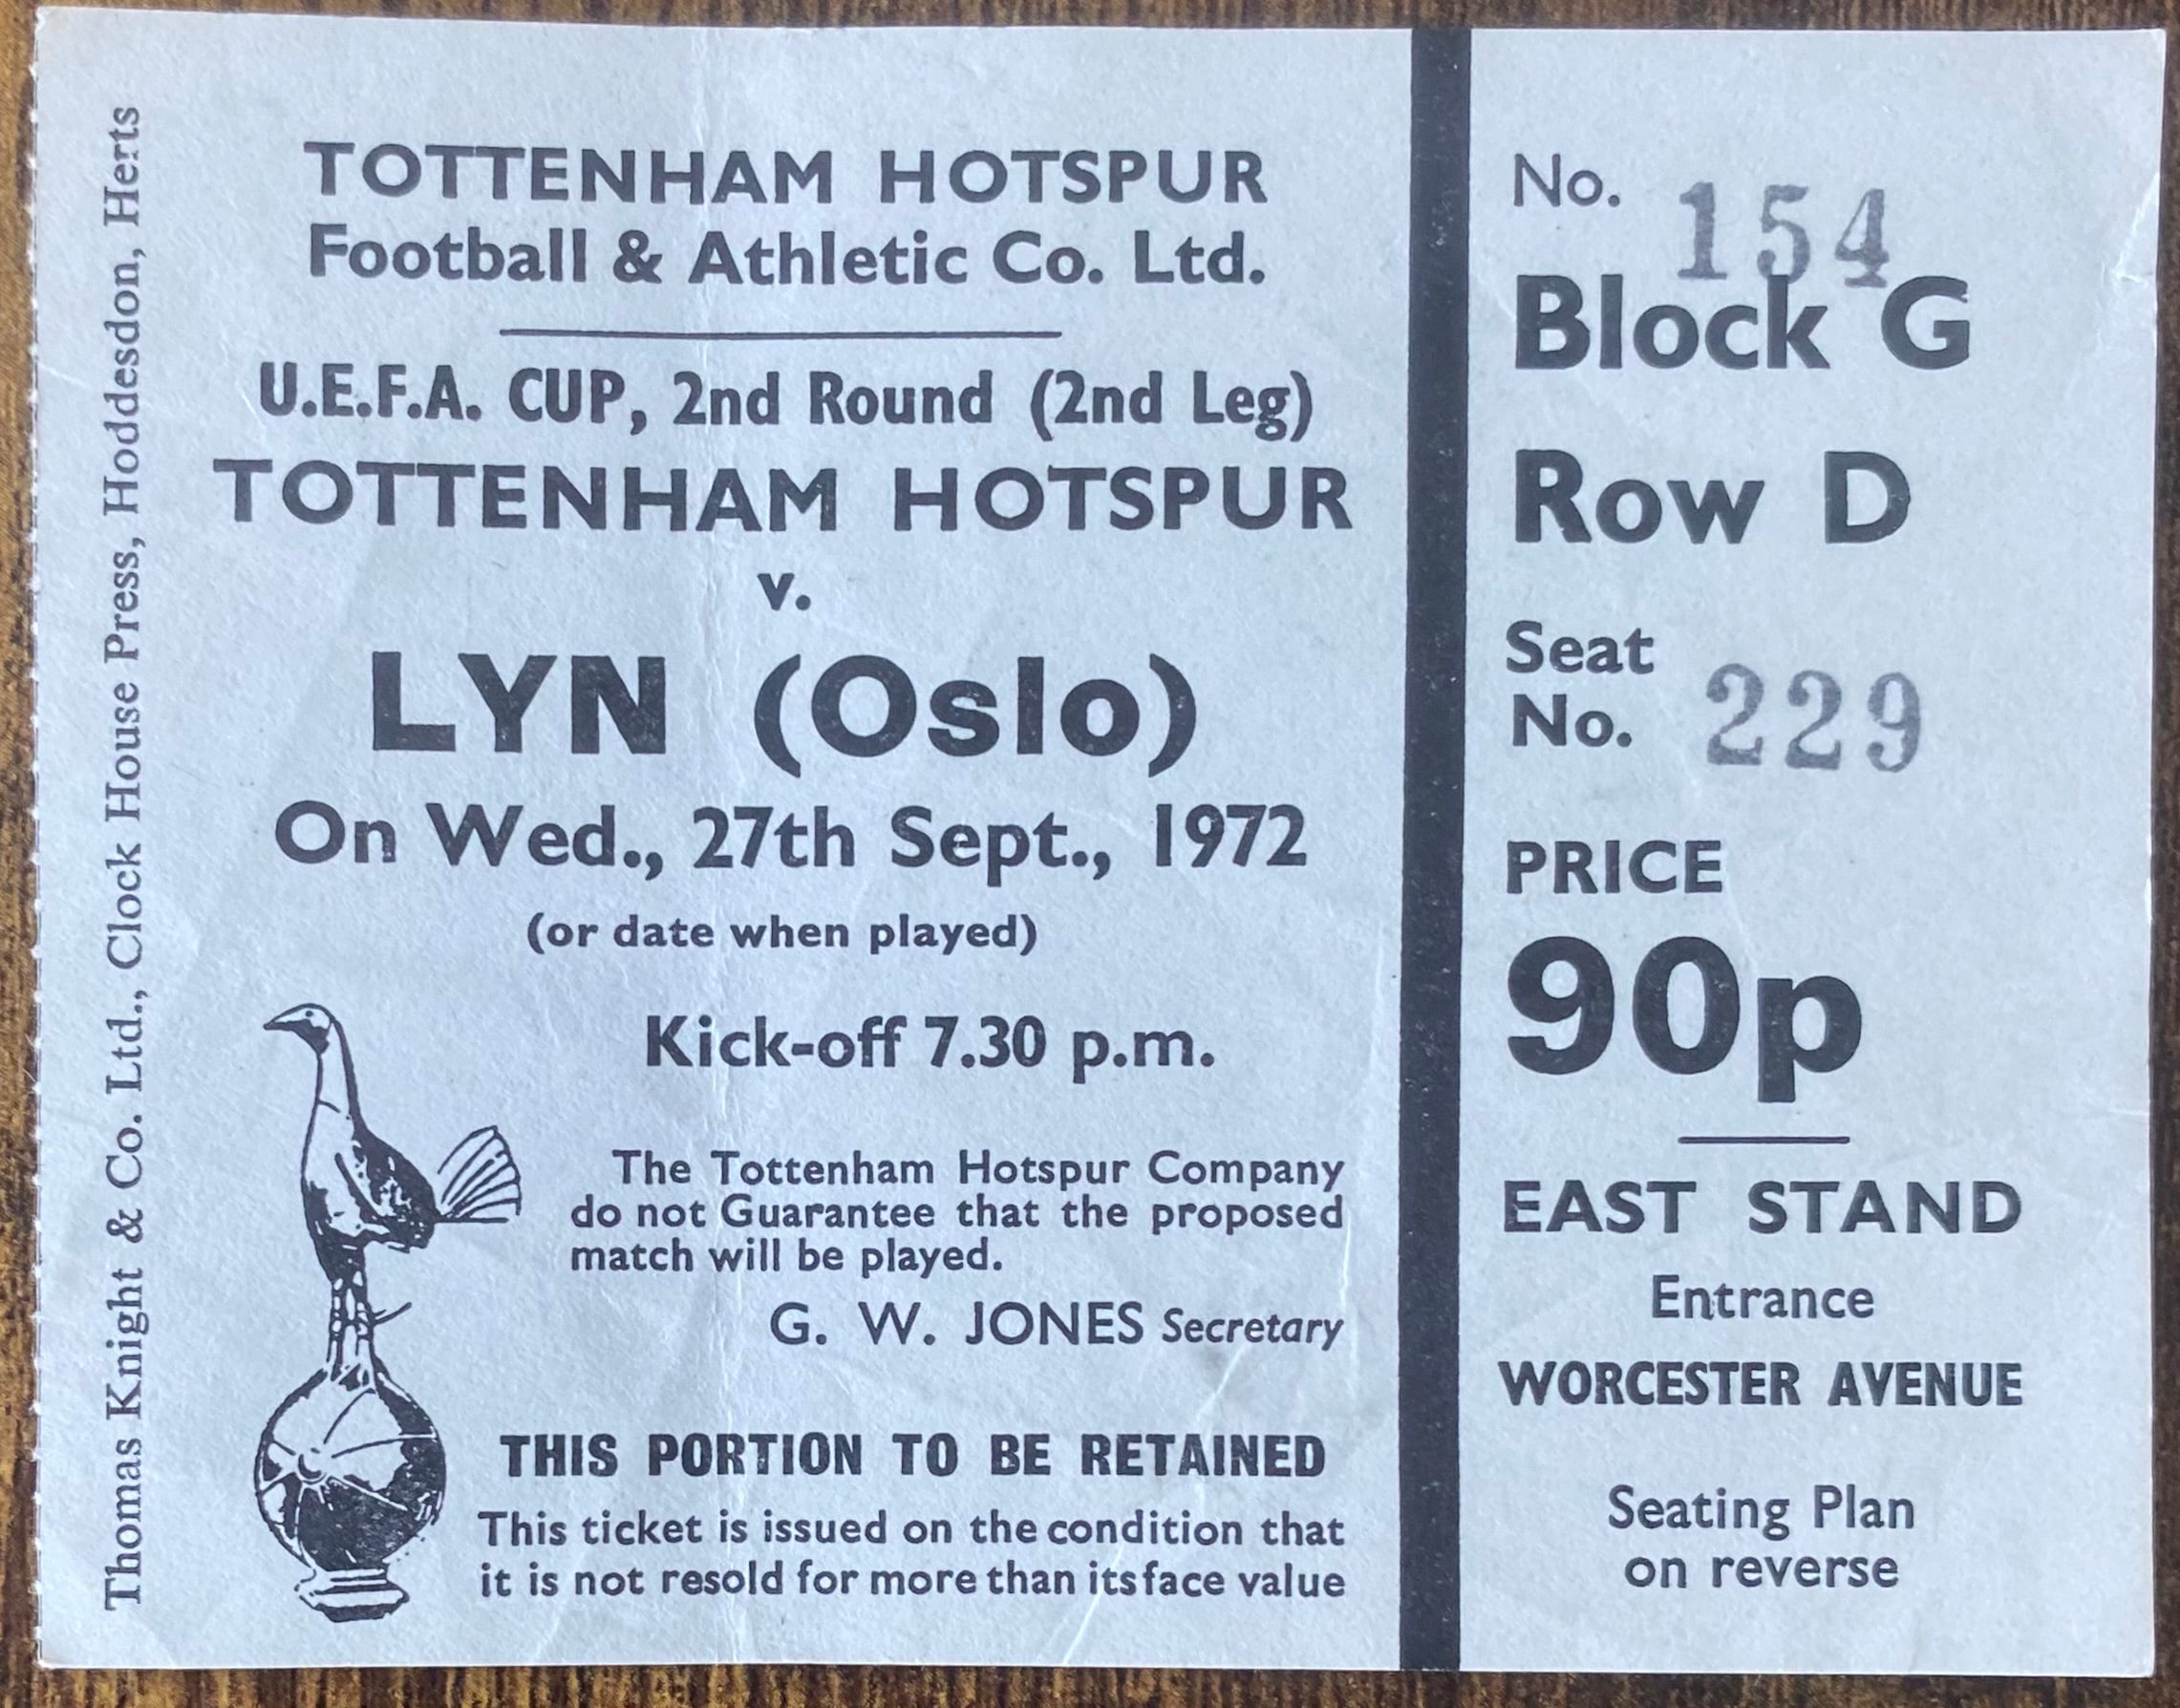 Thomas Knight & Co. Ltd., Clock House Press, Hoddesdon, Herts
TOTTENHAM HOTSPUR
Football & Athletic Co. Ltd.
U.E.F.A. CUP, 2nd Round (2nd Leg)
TOTTENHAM HOTSPUR
v.
LYN (Oslo)
On Wed., 27th Sept., 1972
(or date when played)
Kick-off 7.30 p.m.
The Tottenham Hotspur Company
do not Guarantee that the proposed
match will be played.
G. W. JONES Secretary
THIS PORTION TO BE RETAINED
This ticket is issued on the condition that
it is not resold for more than its face value
No. 154
Block G
Row D
Seat
No. 229
PRICE
90p
EAST STAND
Entrance
WORCESTER AVENUE
Seating Plan
on reverse